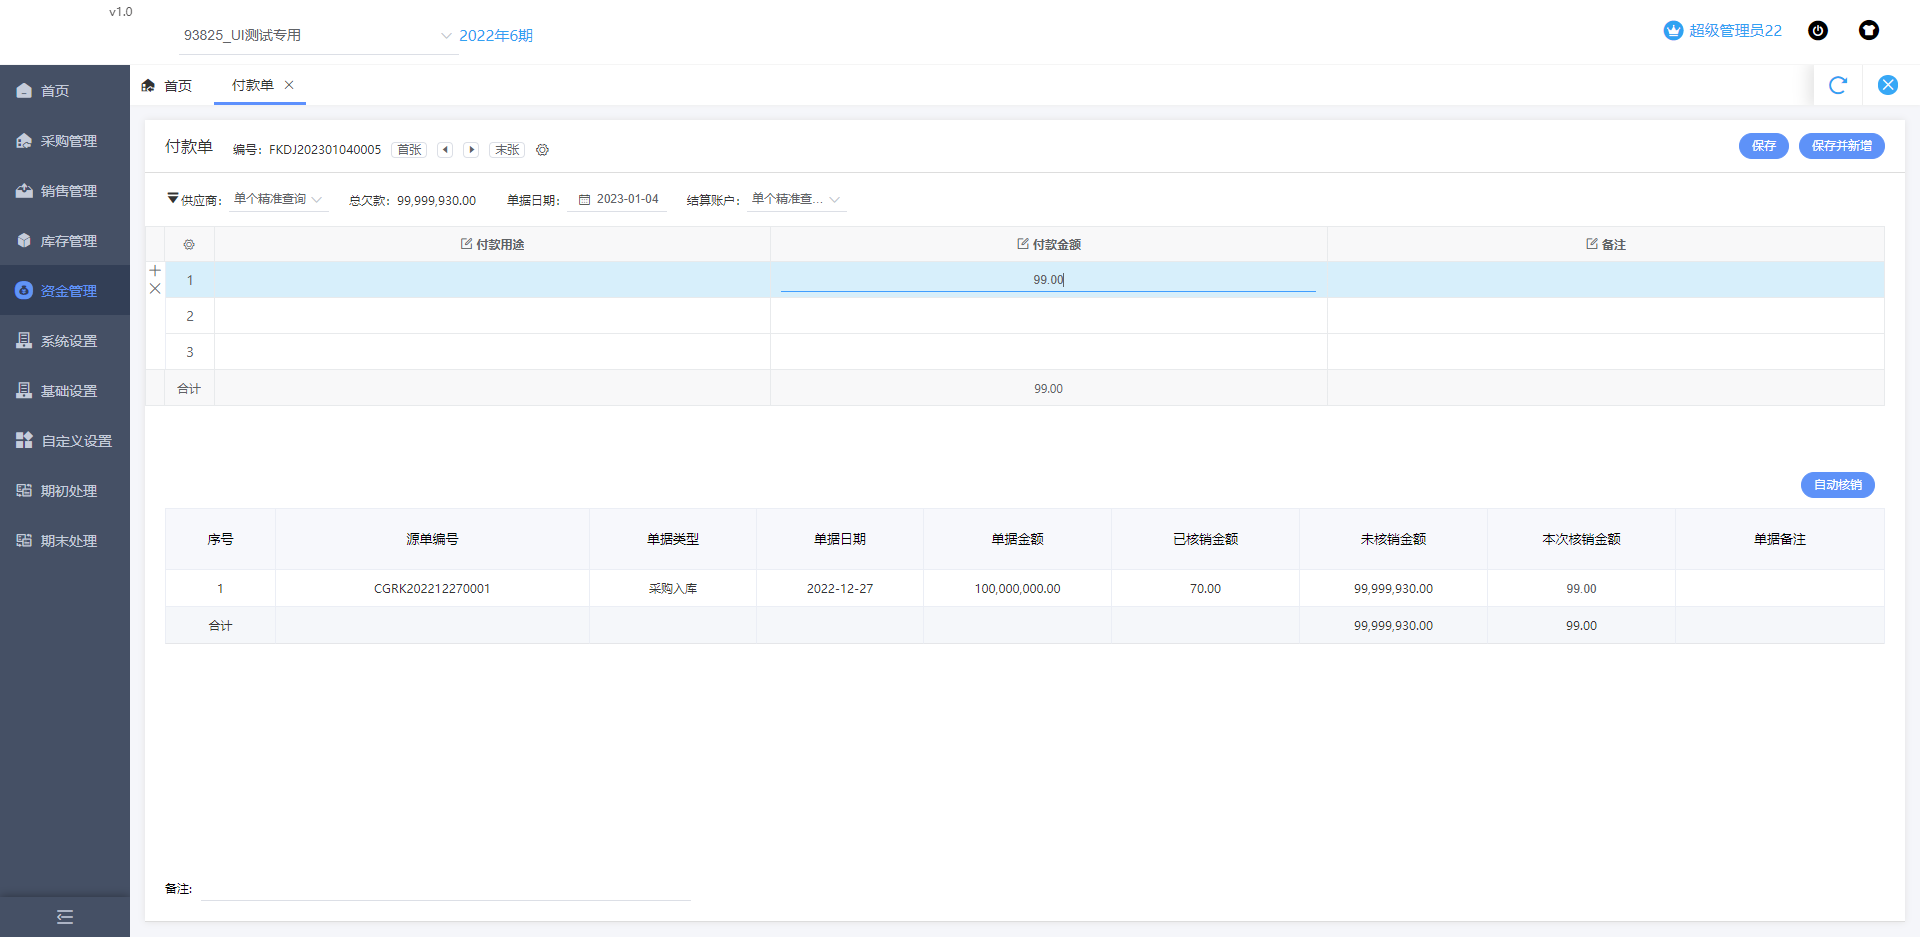 v1.0
93825_UI测试专用 2022年6期 超级管理员22
首页
采购管理
销售管理
库存管理
资金管理
系统设置
基础设置
自定义设置
期初处理
期末处理
首页 付款单
付款单 编号: FKDJ202301040005 首张 末张 保存 保存并新增
供应商: 单个精准查询 总欠款: 99,999,930.00 单据日期: 2023-01-04 结算账户: 单个精准查...
付款用途 付款金额 备注
1 99.00
2
3
合计 99.00
自动核销
序号 源单编号 单据类型 单据日期 单据金额 已核销金额 未核销金额 本次核销金额 单据备注
1 CGRK202212270001 采购入库 2022-12-27 100,000,000.00 70.00 99,999,930.00 99.00
合计 99,999,930.00 99.00
备注: